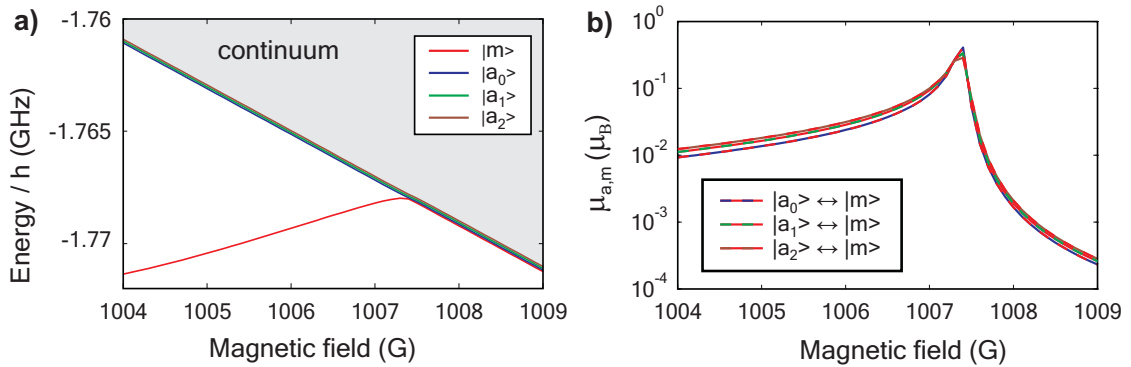 a)
-1.76
-1.765
-1.77
Energy / h (GHz)
continuum
|m>
|a₀>
|a₁>
|a₂>
1004 1005 1006 1007 1008 1009
Magnetic field (G)
b)
10⁰
10⁻¹
10⁻²
10⁻³
10⁻⁴
μa,m (μB)
|a₀> ↔ |m>
|a₁> ↔ |m>
|a₂> ↔ |m>
1004 1005 1006 1007 1008 1009
Magnetic field (G)